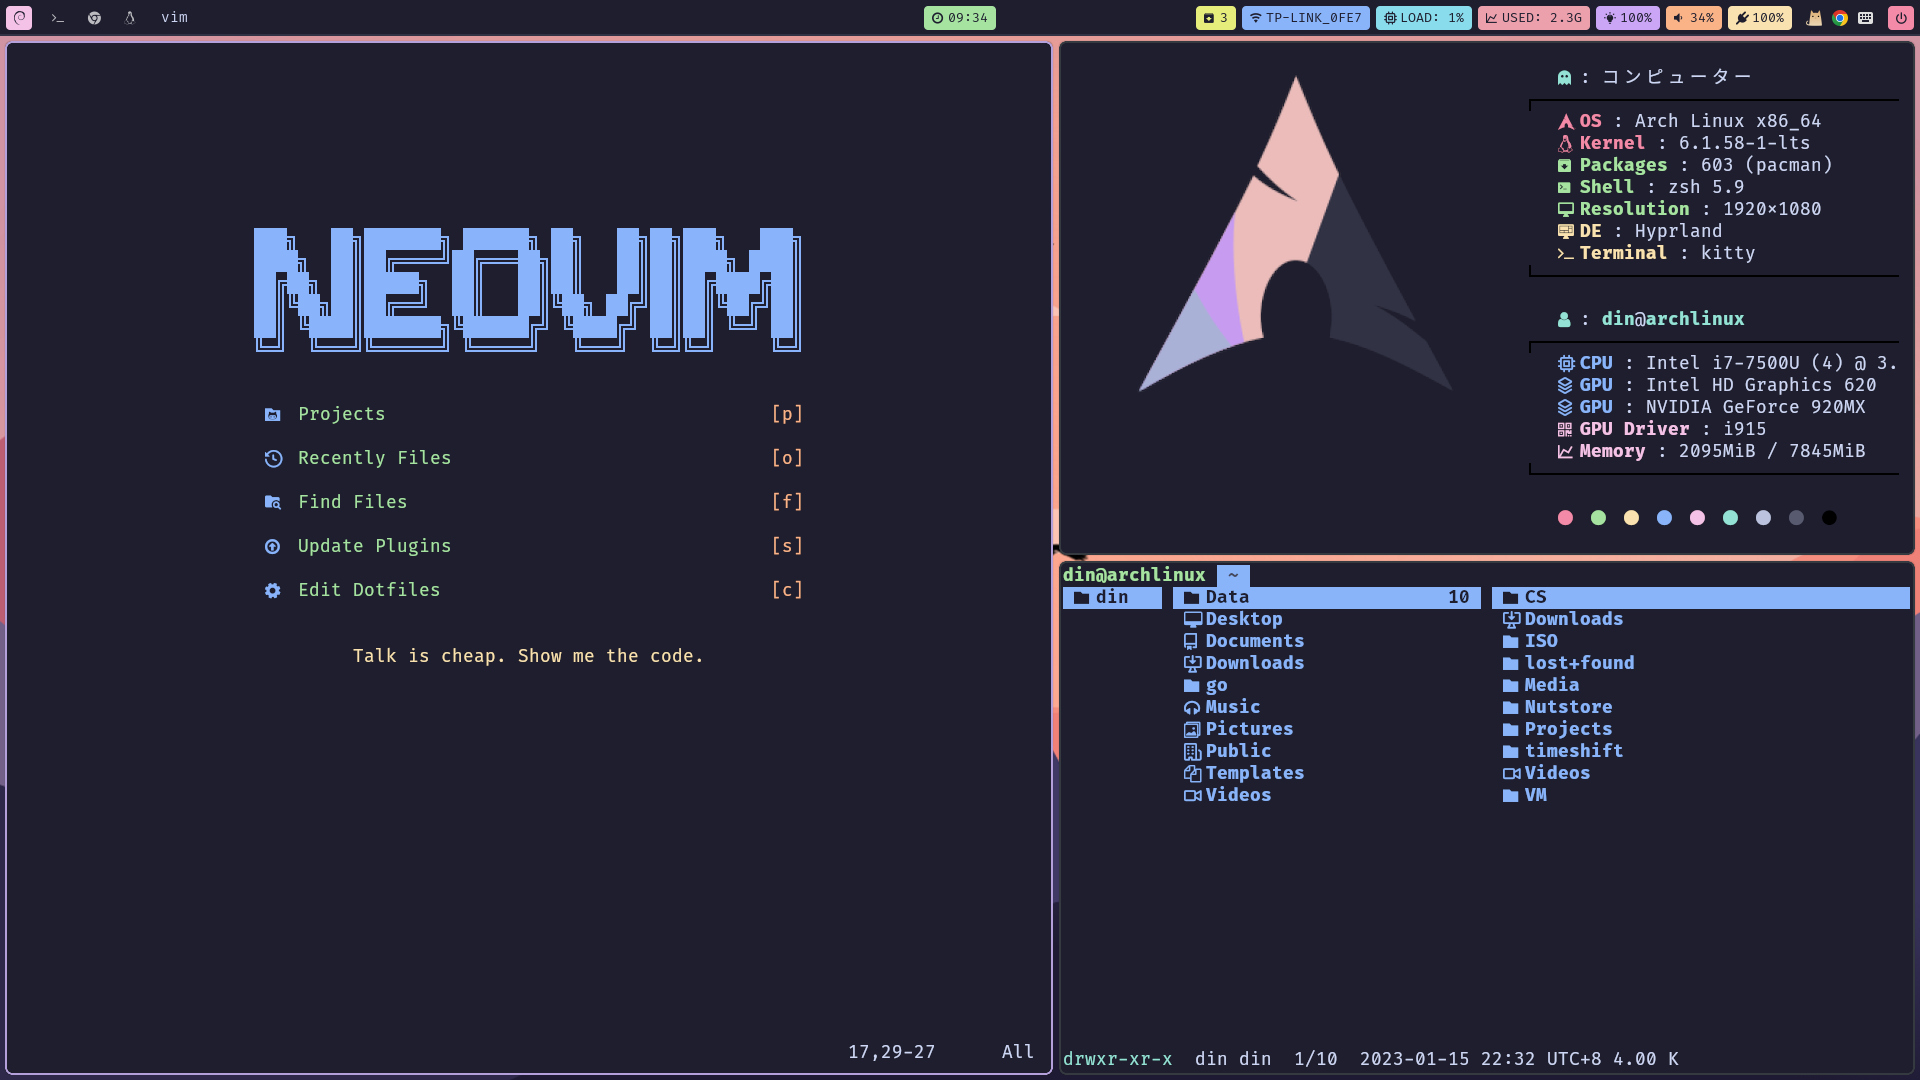 vim
09:34
3
TP-LINK_0FE7
LOAD: 1%
USED: 2.3G
100%
34%
100%
NEOVIM
Projects [p]
Recently Files [o]
Find Files [f]
Update Plugins [s]
Edit Dotfiles [c]
Talk is cheap. Show me the code.
17,29-27 All
: コンピューター
OS : Arch Linux x86_64
Kernel : 6.1.58-1-lts
Packages : 603 (pacman)
Shell : zsh 5.9
Resolution : 1920×1080
DE : Hyprland
Terminal : kitty
: din@archlinux
CPU : Intel i7-7500U (4) @ 3.
GPU : Intel HD Graphics 620
GPU : NVIDIA GeForce 920MX
GPU Driver : i915
Memory : 2095MiB / 7845MiB
din@archlinux ~
din
Data 10
Desktop
Documents
Downloads
go
Music
Pictures
Public
Templates
Videos
CS
Downloads
ISO
lost+found
Media
Nutstore
Projects
timeshift
Videos
VM
drwxr-xr-x din din 1/10 2023-01-15 22:32 UTC+8 4.00 K